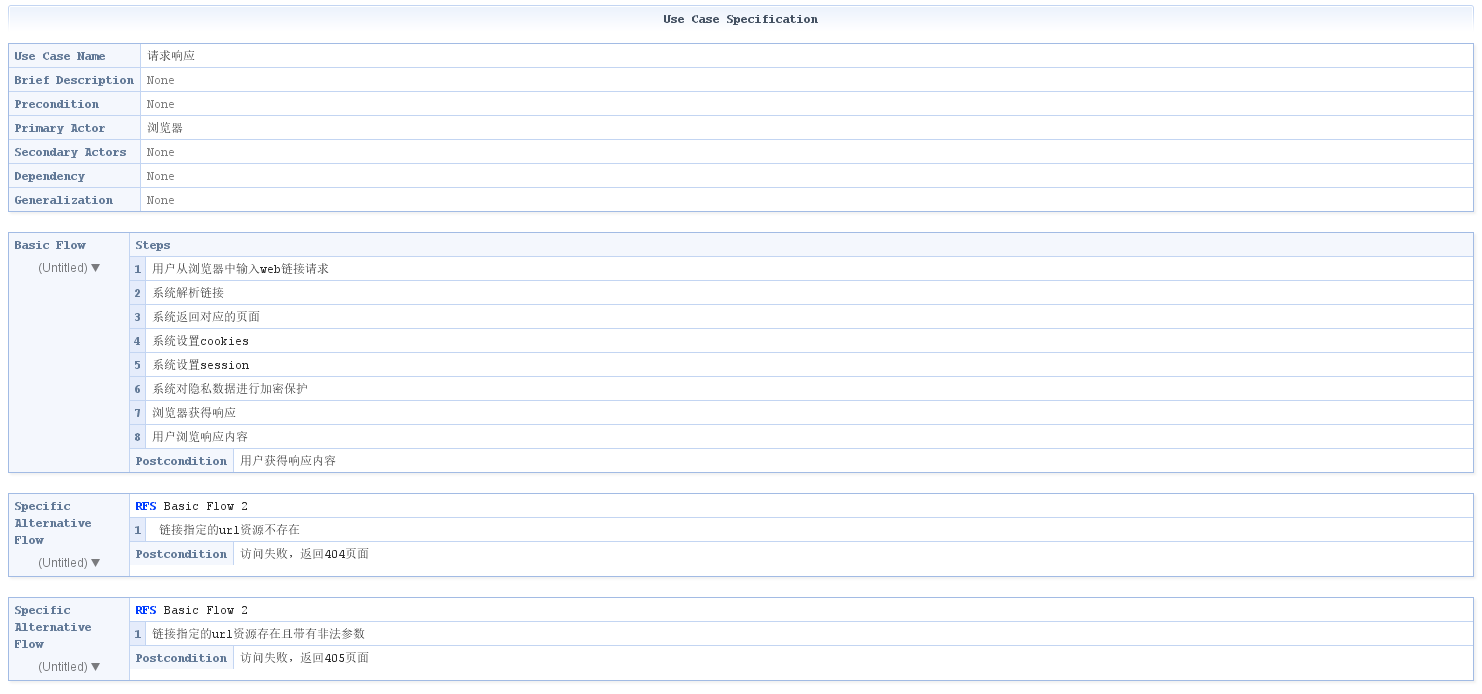 Use Case Specification
Use Case Name 请求响应
Brief Description None
Precondition None
Primary Actor 浏览器
Secondary Actors None
Dependency None
Generalization None
Basic Flow Steps
(Untitled) ▼
1 用户从浏览器中输入web链接请求
2 系统解析链接
3 系统返回对应的页面
4 系统设置cookies
5 系统设置session
6 系统对隐私数据进行加密保护
7 浏览器获得响应
8 用户浏览响应内容
Postcondition 用户获得响应内容
Specific
Alternative
Flow
(Untitled) ▼
RFS Basic Flow 2
1 链接指定的url资源不存在
Postcondition 访问失败，返回404页面
Specific
Alternative
Flow
(Untitled) ▼
RFS Basic Flow 2
1 链接指定的url资源存在且带有非法参数
Postcondition 访问失败，返回405页面